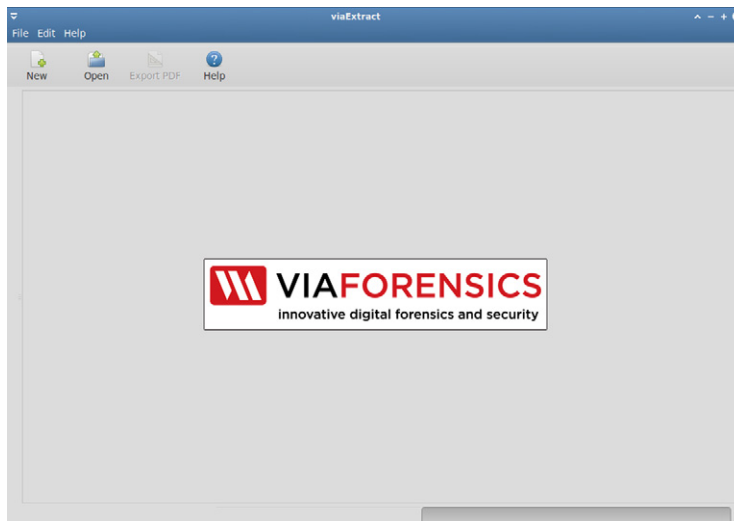 viaExtract
File Edit Help
New Open Export PDF Help
VIAFORENSICS
innovative digital forensics and security